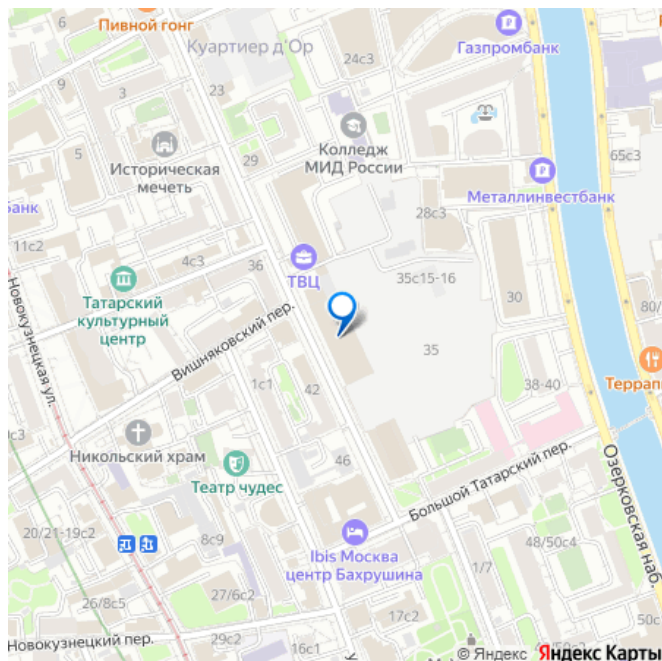 Пивной гонг
Куартиер д'Ор
Газпромбанк
24с3
9
3
23
Колледж
МИД России
5
Историческая
мечеть
29
65с3
Металлинвестбанк
банк
28с3
11с2
4с3
36
ТВЦ
35с15-16
30
80/
Татарский
культурный
центр
Новокузнецкая ул.
Вишняковский пер.
35
1с1
42
38-40
Террап
с3
Никольский храм
46
Театр чудес
Большой Татарский пер.
Озерковская наб.
20/21-19с2
8с9
Ibis Москва
центр Бахрушина
48/50с4
1/7
27/6с2
26/8с5
17с2
50с
Новокузнецкий пер.
29с2
у
© Яндекс Яндекс Карты